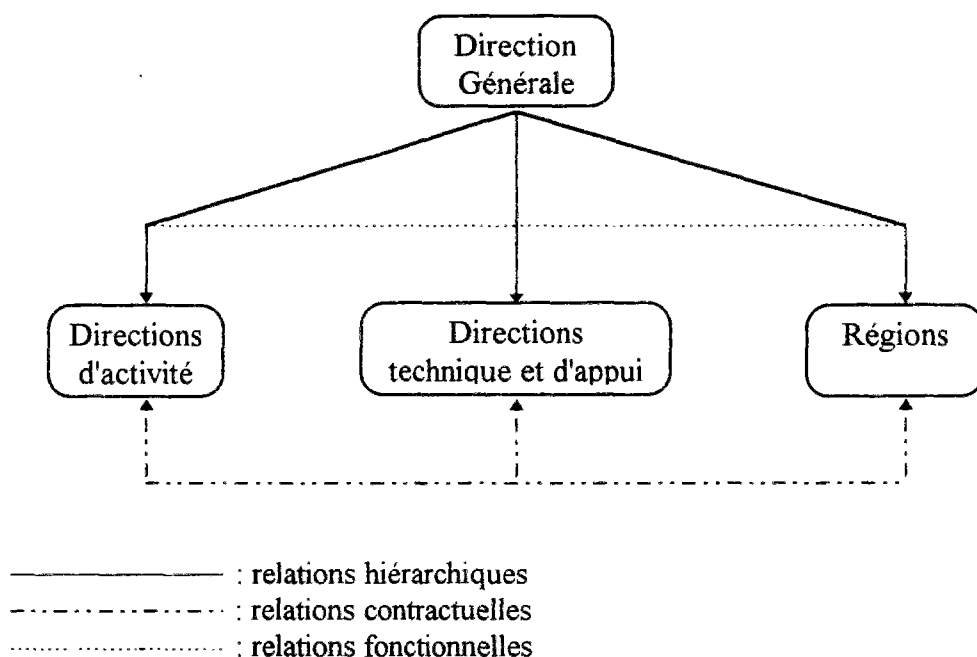 Direction
Générale
Directions
d'activité
Directions
technique et d'appui
Régions
: relations hiérarchiques
: relations contractuelles
: relations fonctionnelles